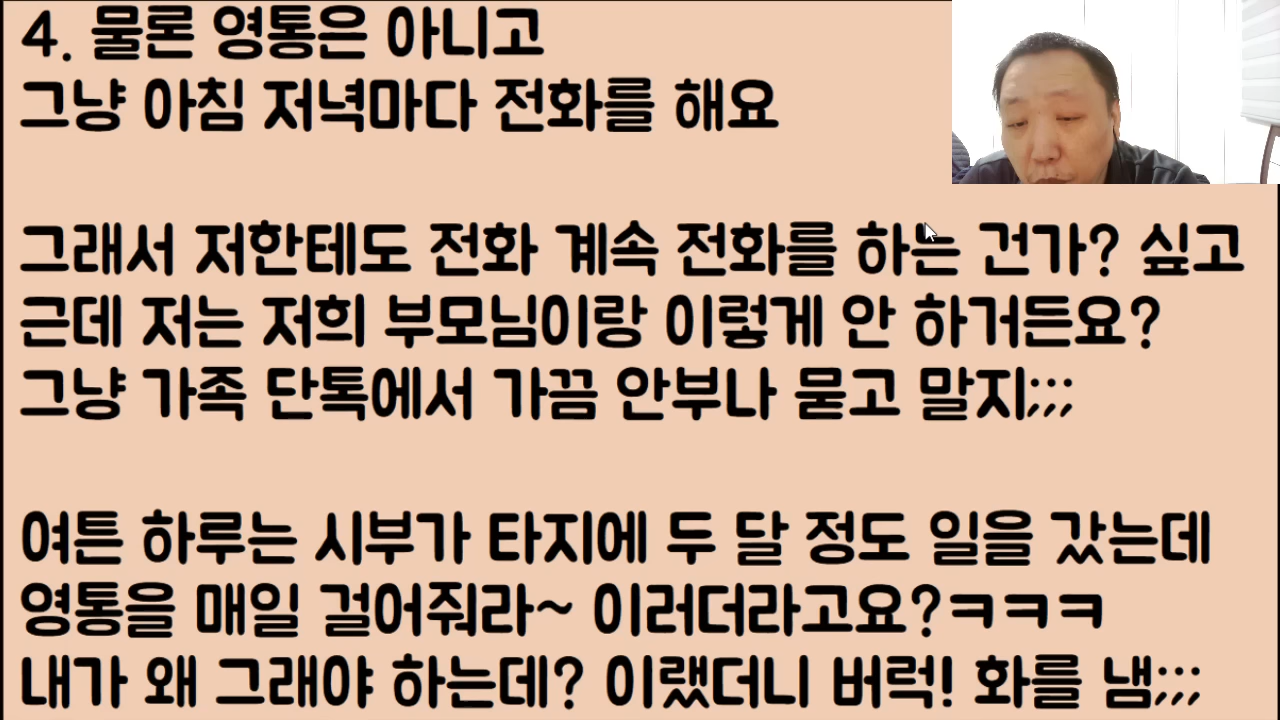 4. 물론 영통은 아니고
그냥 아침 저녁마다 전화를 해요
그래서 저한테도 전화 계속 전화를 하는 건가? 싶고
근데 저는 저희 부모님이랑 이렇게 안 하거든요?
그냥 가족 단톡에서 가끔 안부나 묻고 말지;;;
여튼 하루는 시부가 타지에 두 달 정도 일을 갔는데
영통을 매일 걸어줘라~ 이러더라고요?ㅋㅋㅋ
내가 왜 그래야 하는데? 이랬더니 버럭! 화를 냄;;;